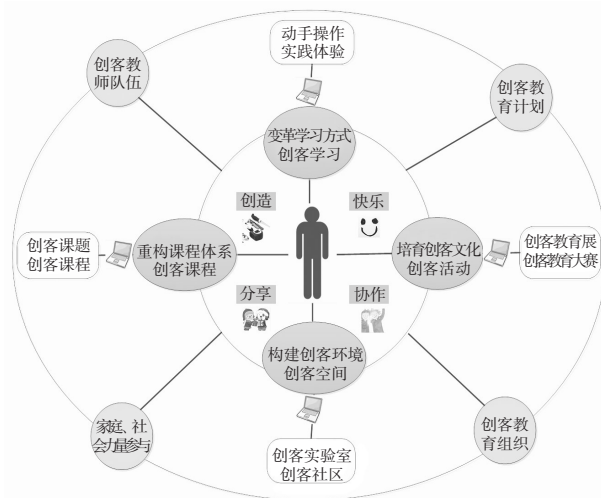 动手操作
实践体验
创客教
师队伍
创客教
育计划
变革学习方式
创客学习
创造
快乐
创客课题
创客课程
重构课程体系
创客课程
培育创客文化
创客活动
创客教育展
创客教育大赛
分享
协作
构建创客环境
创客空间
家庭、社
会力量参与
创客教
育组织
创客实验室
创客社区